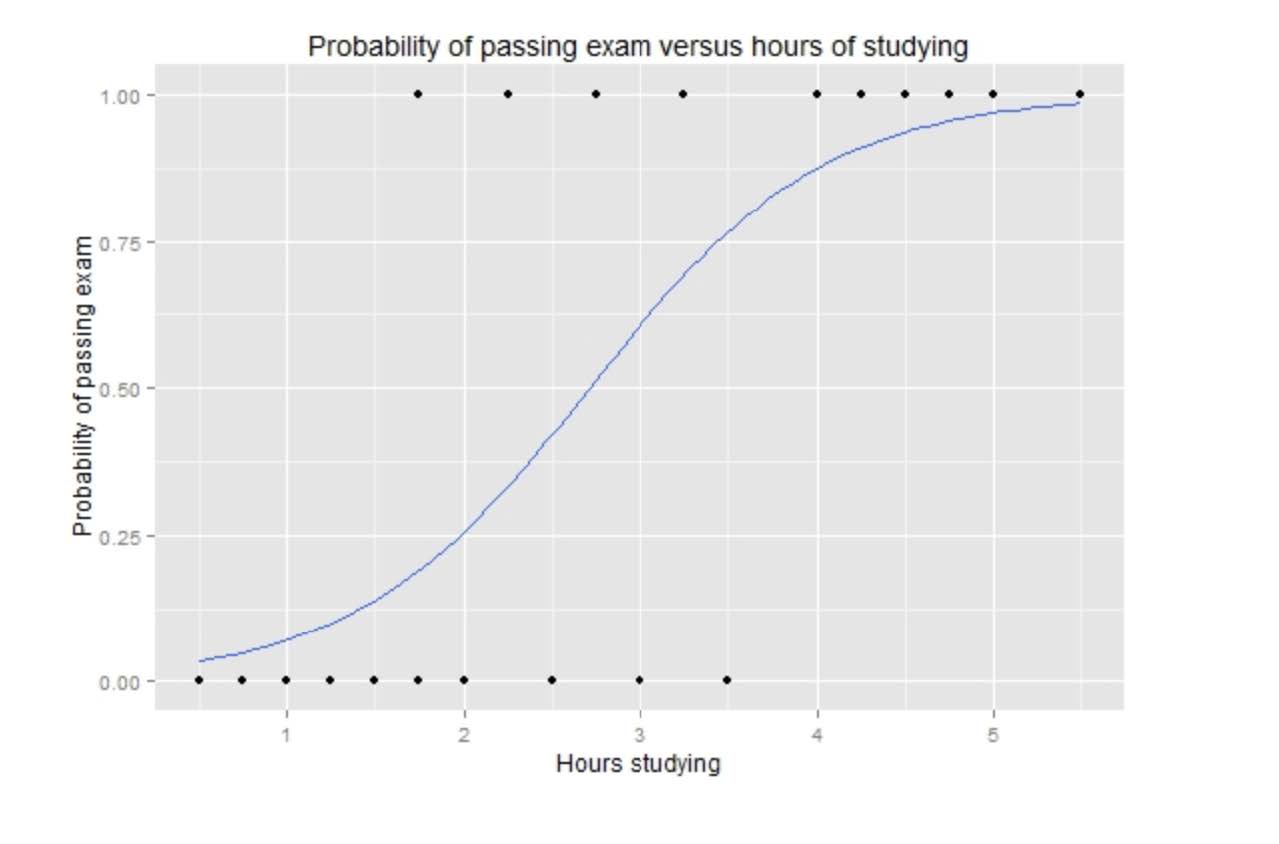 Probability of passing exam versus hours of studying
1.00
0.75
0.50
0.25
0.00
Probability of passing exam
1 2 3 4 5
Hours studying